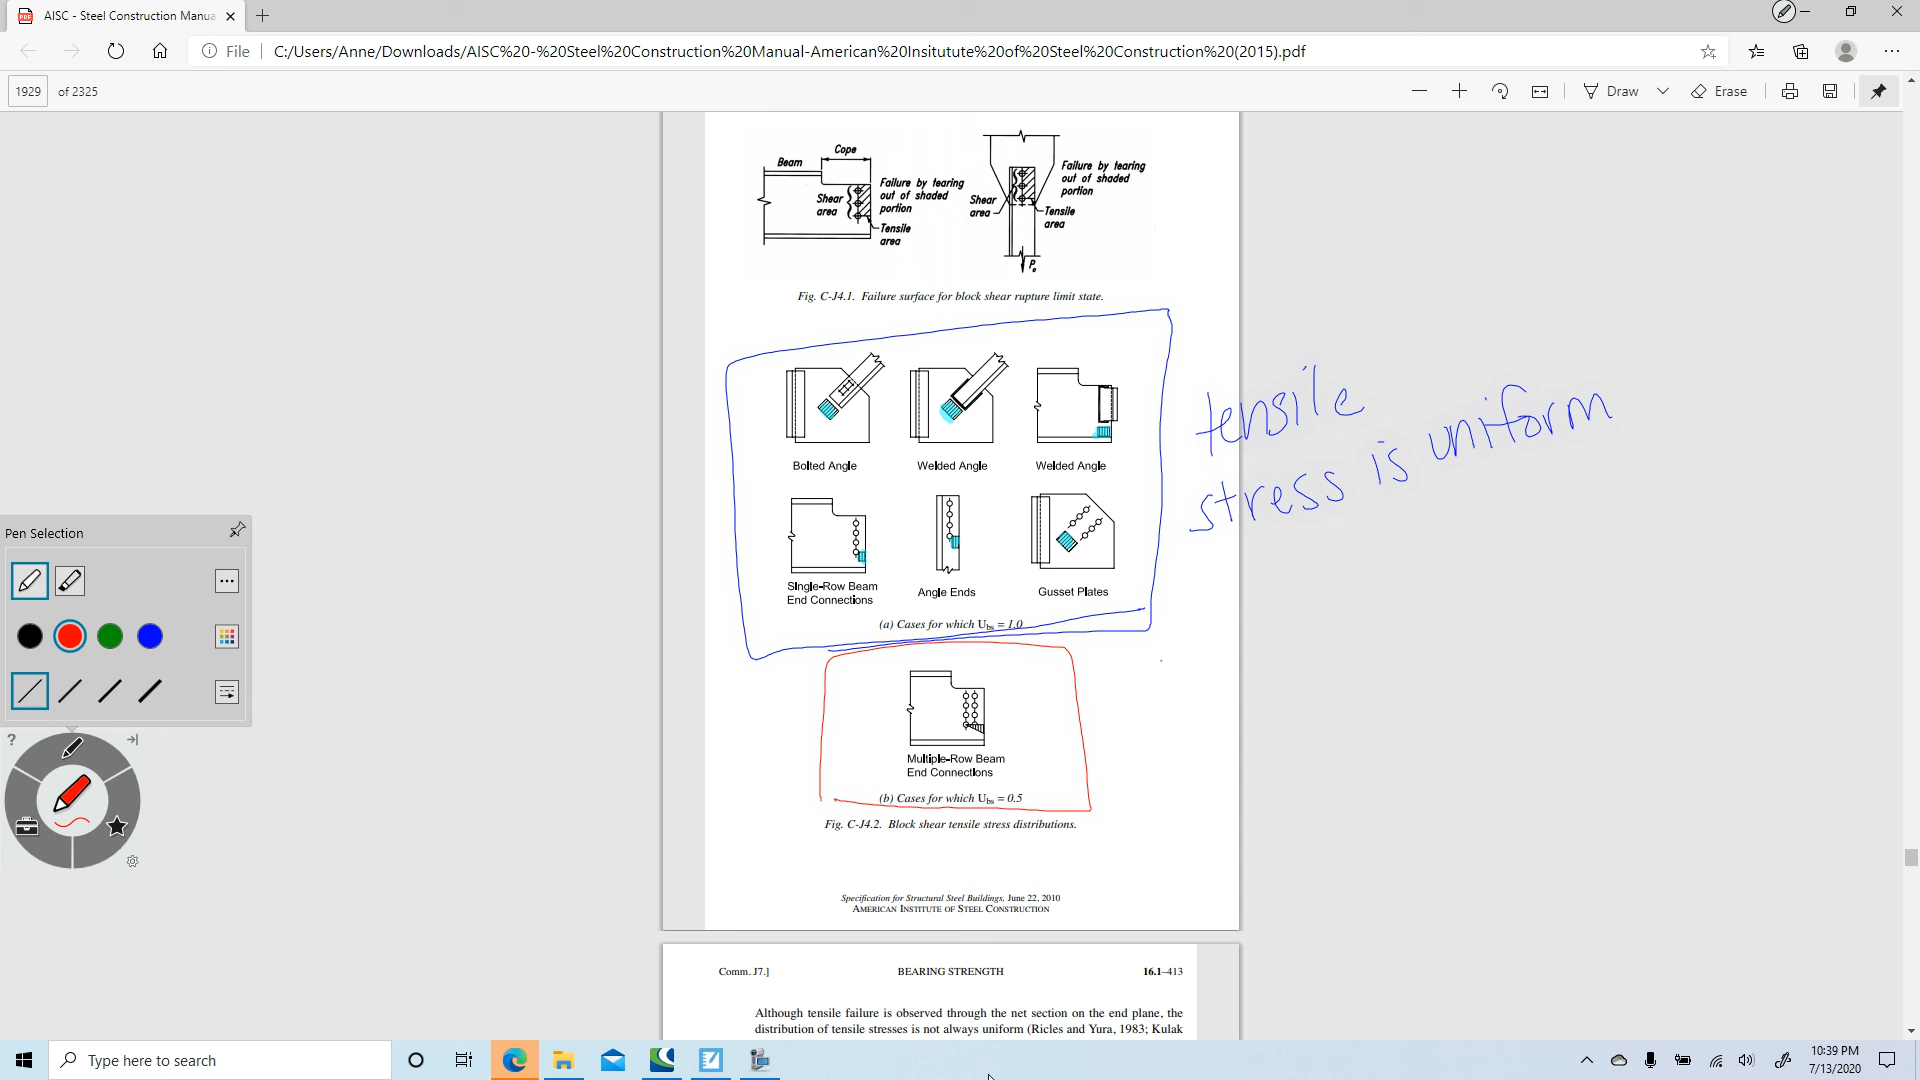 AISC - Steel Construction Manua
File
C:/Users/Anne/Downloads/AISC%20-%20Steel%20Construction%20Manual-American%20Insitutute%20of%20Steel%20Construction%20(2015).pdf
1929 of 2325
Draw
Erase
Beam
Cope
Shear
area
Failure by tearing
out of shaded
portion
Tensile
area
Failure by tearing
out of shaded
portion
Shear
area
Tensile
area
Fig. C-J4.1. Failure surface for block shear rupture limit state.
Bolted Angle
Welded Angle
Welded Angle
tensile
stress is uniform
Single-Row Beam
End Connections
Angle Ends
Gusset Plates
(a) Cases for which Ubs = 1.0
Multiple-Row Beam
End Connections
(b) Cases for which Ubs = 0.5
Fig. C-J4.2. Block shear tensile stress distributions.
Specification for Structural Steel Buildings, June 22, 2010
AMERICAN INSTITUTE OF STEEL CONSTRUCTION
Comm. J7.]
BEARING STRENGTH
16.1–413
Although tensile failure is observed through the net section on the end plane, the
distribution of tensile stresses is not always uniform (Ricles and Yura, 1983; Kulak
Pen Selection
?
Type here to search
10:39 PM
7/13/2020